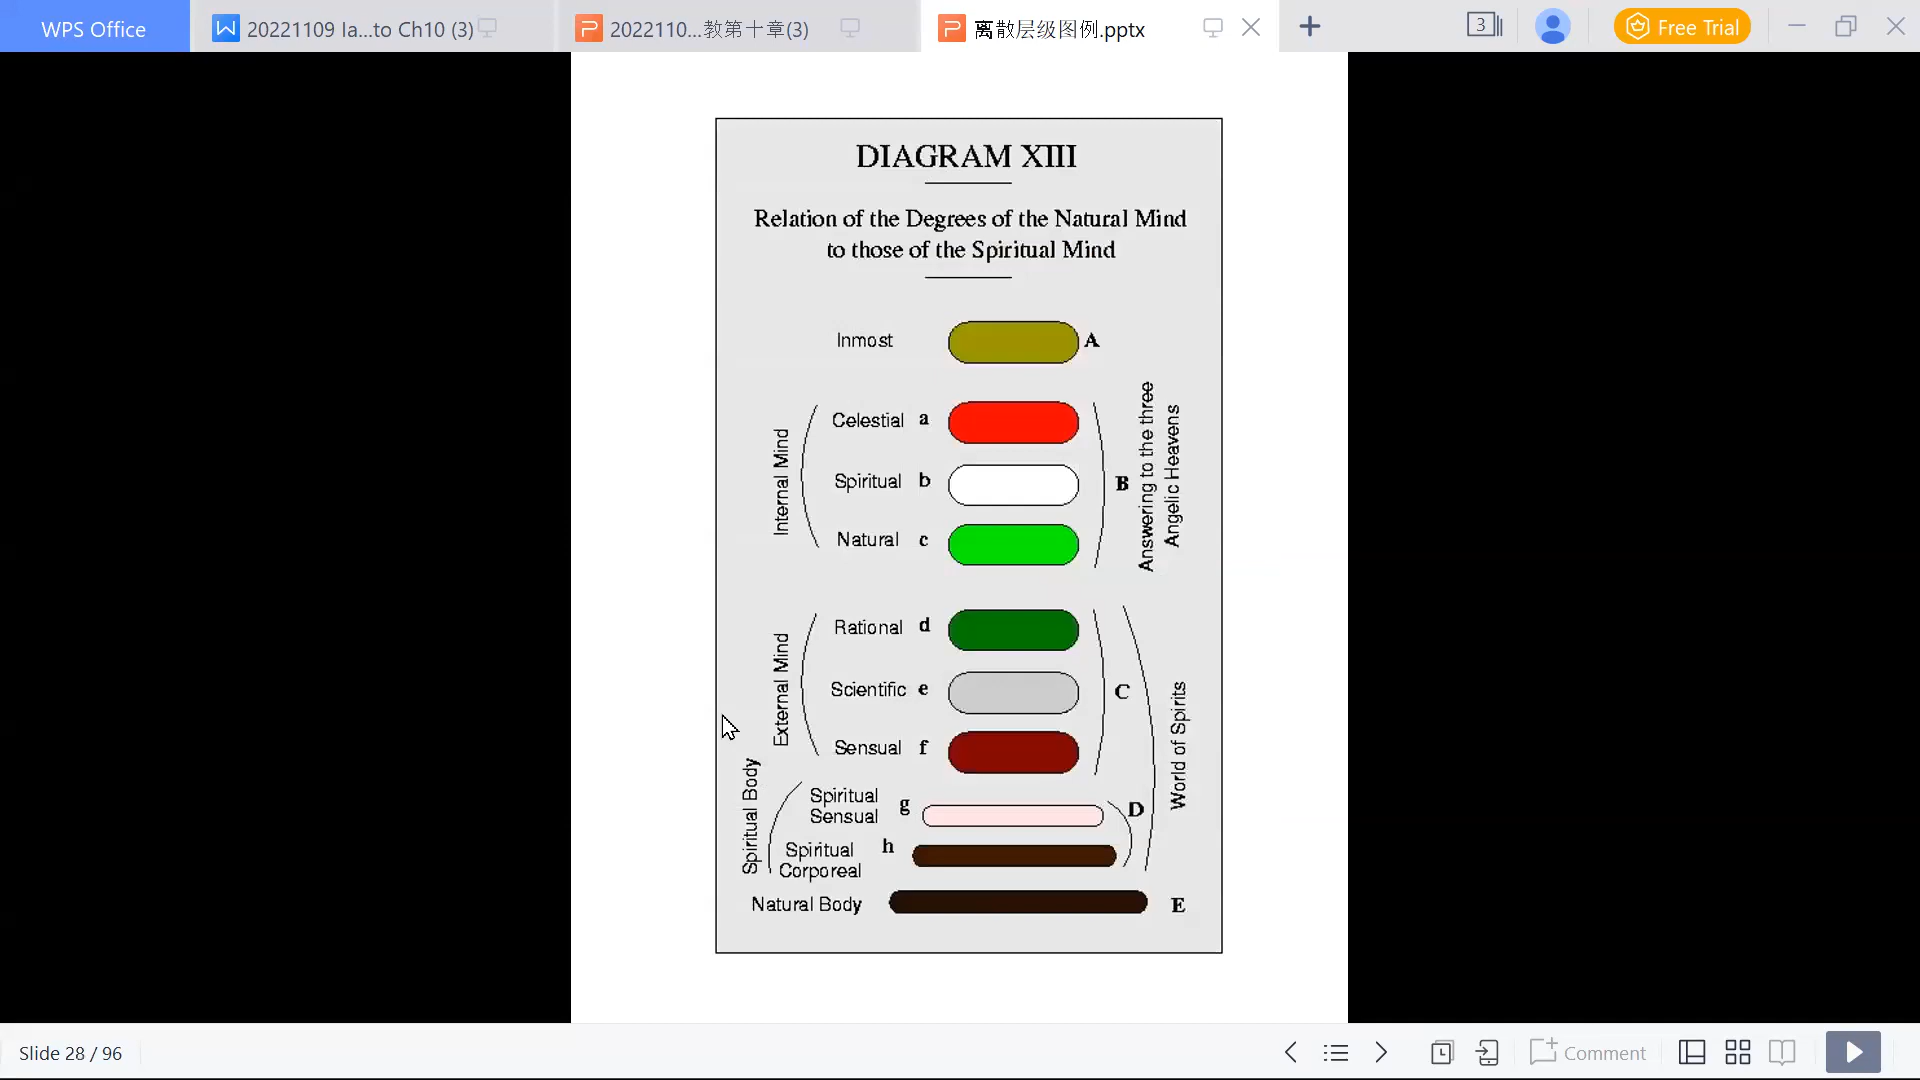 WPS Office
20221109 Ia...to Ch10 (3)
2022110...教第十章(3)
离散层级图例.pptx
3
Free Trial
DIAGRAM XIII
Relation of the Degrees of the Natural Mind
to those of the Spiritual Mind
Inmost A
Internal Mind
Celestial a
Spiritual b
Natural c
B
Answering to the three
Angelic Heavens
External Mind
Rational d
Scientific e
Sensual f
C
World of Spirits
Spiritual Body
Spiritual
Sensual
g
D
Spiritual
Corporeal
h
Natural Body E
Slide 28 / 96
Comment